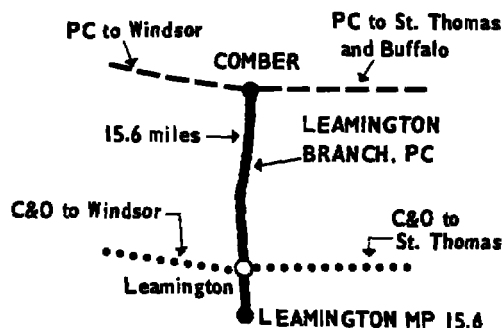 PC to Windsor
PC to St. Thomas
and Buffalo
COMBER
15.6 miles
LEAMINGTON
BRANCH, PC
C&O to Windsor
C&O to
St. Thomas
Leamington
LEAMINGTON MP 15.6